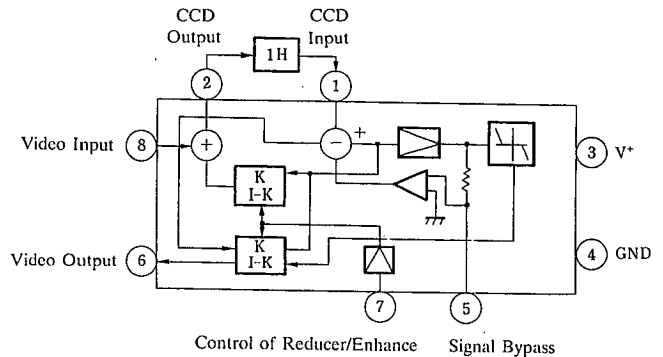 CCD
Output
CCD
Input
1H
2
1
+
Video Input
8
+
−
3
V+
K
I-K
Video Output
6
K
I-K
4
GND
7
5
Control of Reducer/Enhance
Signal Bypass